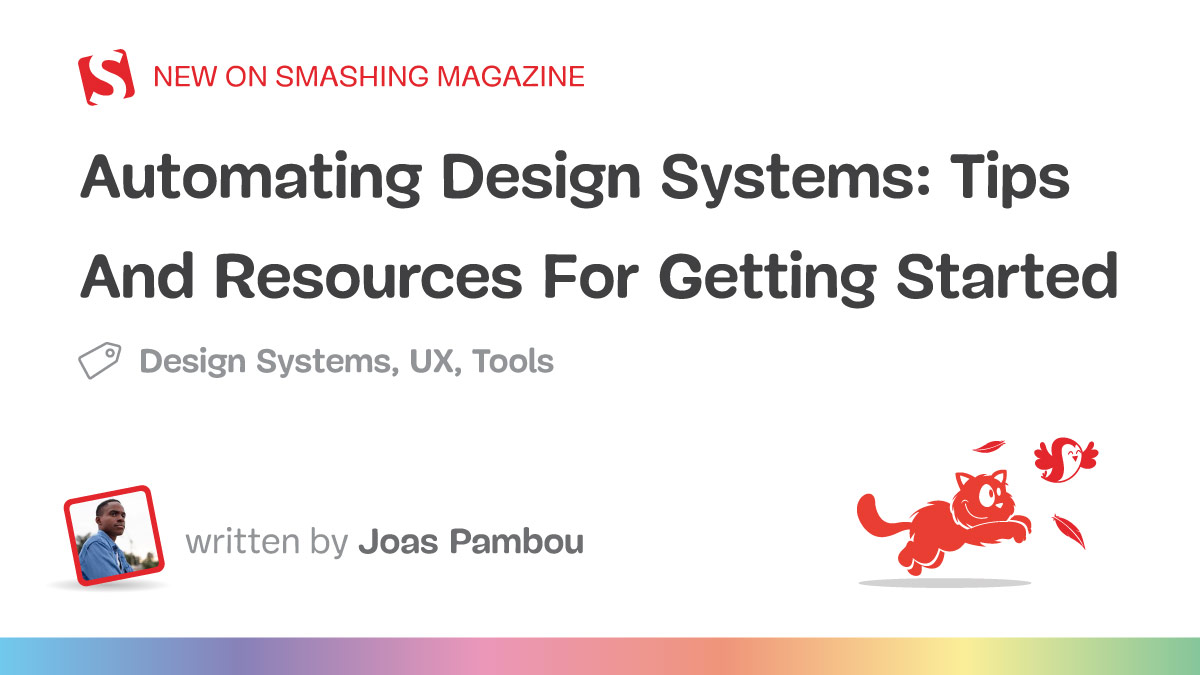 NEW ON SMASHING MAGAZINE
Automating Design Systems: Tips
And Resources For Getting Started
Design Systems, UX, Tools
written by Joas Pambou